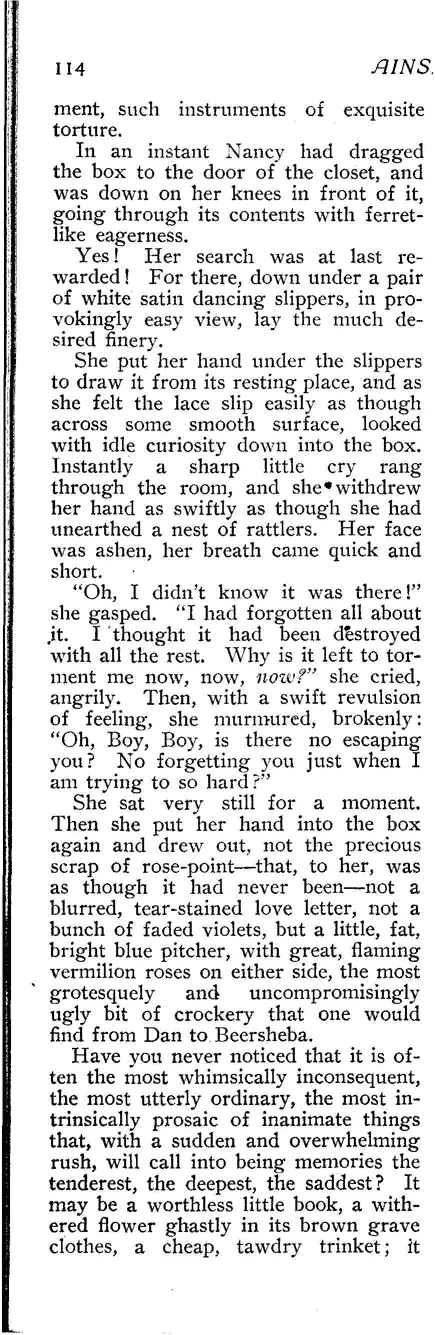 114 AINS
ment, such instruments of exquisite
torture.
In an instant Nancy had dragged
the box to the door of the closet, and
was down on her knees in front of it,
going through its contents with ferret-
like eagerness.
Yes! Her search was at last re-
warded! For there, down under a pair
of white satin dancing slippers, in pro-
vokingly easy view, lay the much de-
sired finery.
She put her hand under the slippers
to draw it from its resting place, and as
she felt the lace slip easily as though
across some smooth surface, looked
with idle curiosity down into the box.
Instantly a sharp little cry rang
through the room, and she withdrew
her hand as swiftly as though she had
unearthed a nest of rattlers. Her face
was ashen, her breath came quick and
short.
"Oh, I didn't know it was there!"
she gasped. "I had forgotten all about
it. I thought it had been destroyed
with all the rest. Why is it left to tor-
ment me now, now, now?" she cried,
angrily. Then, with a swift revulsion
of feeling, she murmured, brokenly:
"Oh, Boy, Boy, is there no escaping
you? No forgetting you just when I
am trying to so hard?"
She sat very still for a moment.
Then she put her hand into the box
again and drew out, not the precious
scrap of rose-point—that, to her, was
as though it had never been—not a
blurred, tear-stained love letter, not a
bunch of faded violets, but a little, fat,
bright blue pitcher, with great, flaming
vermilion roses on either side, the most
grotesquely and uncompromisingly
ugly bit of crockery that one would
find from Dan to Beersheba.
Have you never noticed that it is of-
ten the most whimsically inconsequent,
the most utterly ordinary, the most in-
trinsically prosaic of inanimate things
that, with a sudden and overwhelming
rush, will call into being memories the
tenderest, the deepest, the saddest? It
may be a worthless little book, a with-
ered flower ghastly in its brown grave
clothes, a cheap, tawdry trinket; it